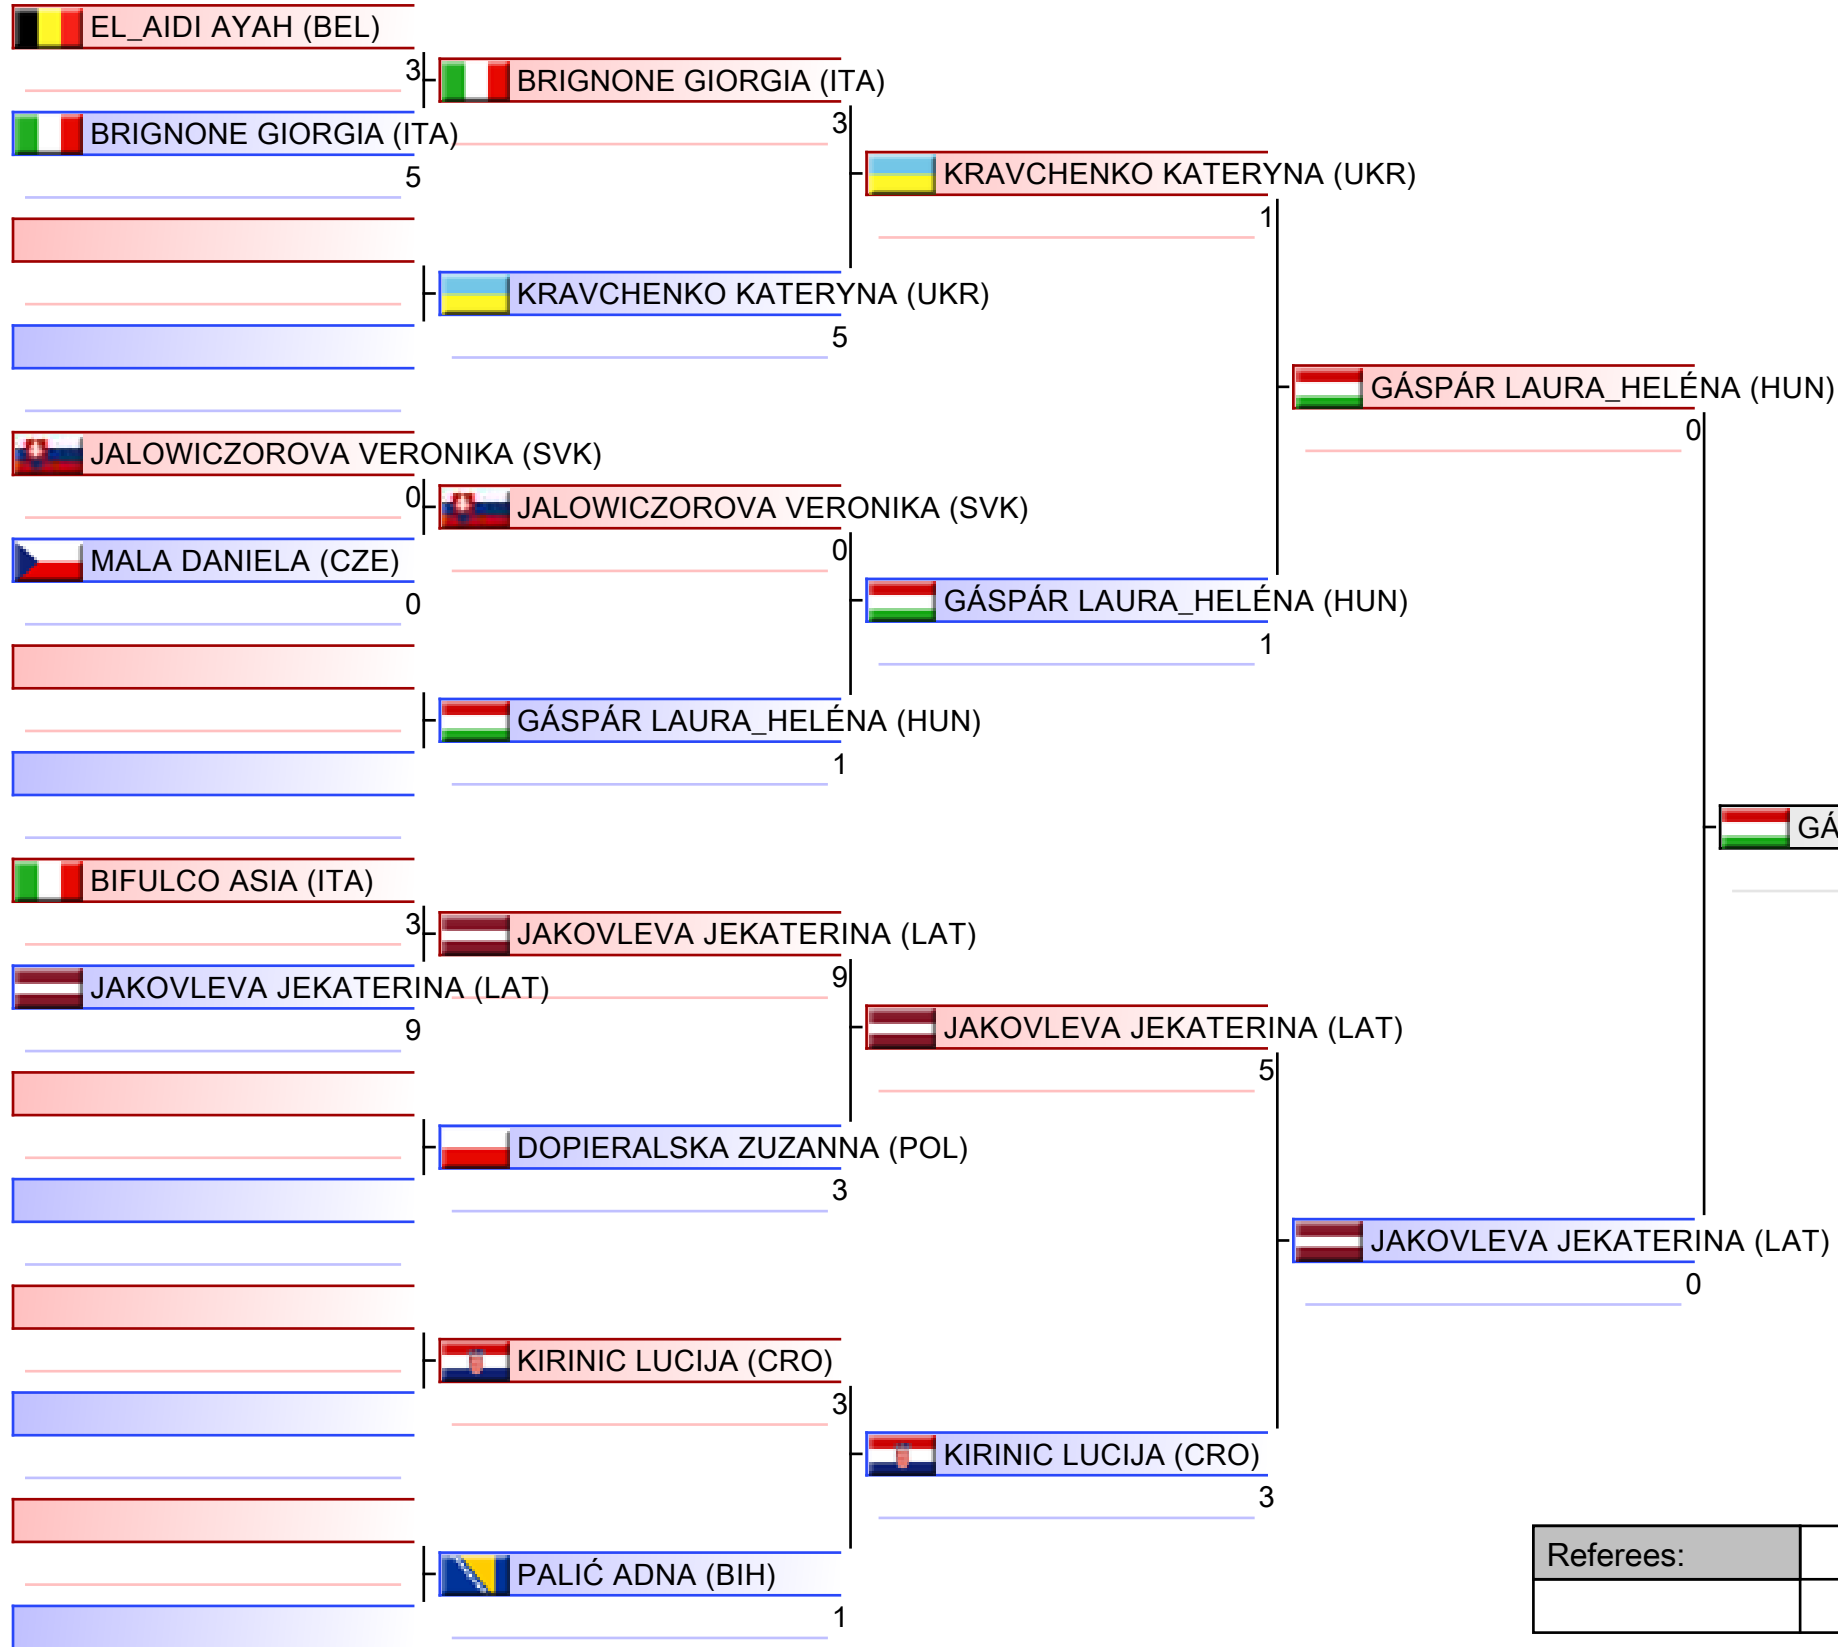 EL_AIDI AYAH (BEL)
3
BRIGNONE GIORGIA (ITA)
5
JALOWICZOROVA VERONIKA (SVK)
0
MALA DANIELA (CZE)
0
BIFULCO ASIA (ITA)
3
JAKOVLEVA JEKATERINA (LAT)
9
BRIGNONE GIORGIA (ITA)
3
KRAVCHENKO KATERYNA (UKR)
5
JALOWICZOROVA VERONIKA (SVK)
0
GÁSPÁR LAURA_HELÉNA (HUN)
1
JAKOVLEVA JEKATERINA (LAT)
9
DOPIERALSKA ZUZANNA (POL)
3
KIRINIC LUCIJA (CRO)
3
PALIĆ ADNA (BIH)
1
KRAVCHENKO KATERYNA (UKR)
1
GÁSPÁR LAURA_HELÉNA (HUN)
1
JAKOVLEVA JEKATERINA (LAT)
5
KIRINIC LUCIJA (CRO)
3
GÁSPÁR LAURA_HELÉNA (HUN)
0
JAKOVLEVA JEKATERINA (LAT)
0
GÁ
Referees: